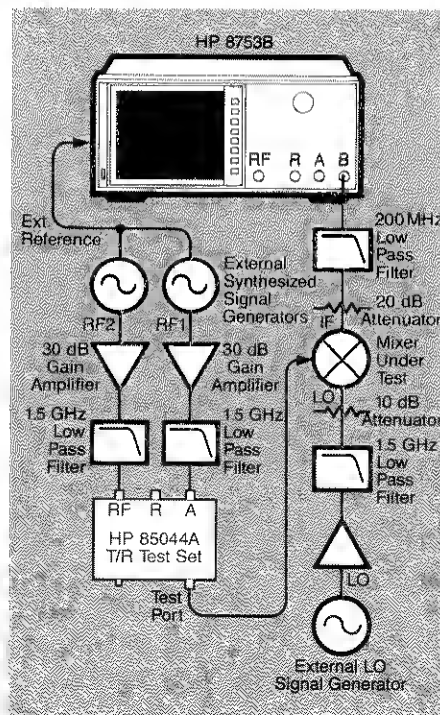 HP 8753B
RF R A B
Ext.
Reference
200 MHz
Low
Pass
Filter
External
Synthesized
Signal
Generators
RF2
RF1
20 dB
Attenuator
IF
Mixer
Under
Test
30 dB
Gain
Amplifier
30 dB
Gain
Amplifier
LO
10 dB
Attenuator
1.5 GHz
Low
Pass
Filter
1.5 GHz
Low
Pass
Filter
1.5 GHz
Low
Pass
Filter
RF R A
HP 85044A
T/R Test Set
Test
Port
LO
External LO
Signal Generator